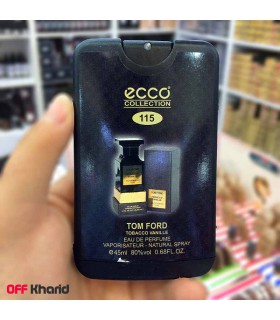 ecco
COLLECTION
115
TOM FORD
TOBACCO VANILLE
EAU DE PERFUME
VAPORISATEUR - NATURAL SPRAY
℮45ml 80%vol 0.68FL.OZ
OFF Kharid